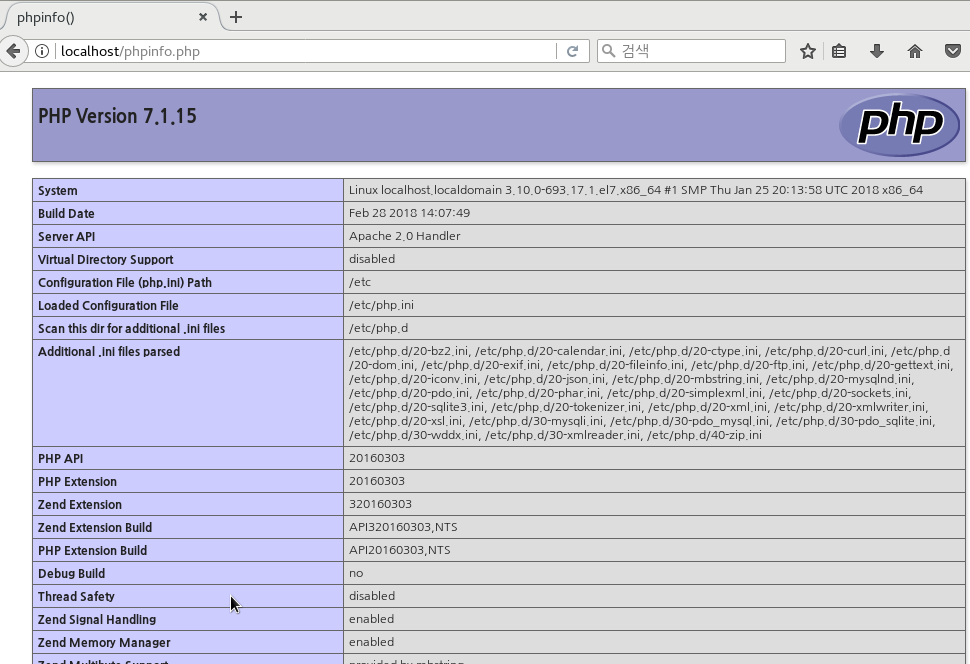 phpinfo()
localhost/phpinfo.php
검색
PHP Version 7.1.15
php
System Linux localhost.localdomain 3.10.0-693.17.1.el7.x86_64 #1 SMP Thu Jan 25 20:13:58 UTC 2018 x86_64
Build Date Feb 28 2018 14:07:49
Server API Apache 2.0 Handler
Virtual Directory Support disabled
Configuration File (php.ini) Path /etc
Loaded Configuration File /etc/php.ini
Scan this dir for additional .ini files /etc/php.d
Additional .ini files parsed /etc/php.d/20-bz2.ini, /etc/php.d/20-calendar.ini, /etc/php.d/20-ctype.ini, /etc/php.d/20-curl.ini, /etc/php.d
/20-dom.ini, /etc/php.d/20-exif.ini, /etc/php.d/20-fileinfo.ini, /etc/php.d/20-ftp.ini, /etc/php.d/20-gettext.ini,
/etc/php.d/20-iconv.ini, /etc/php.d/20-json.ini, /etc/php.d/20-mbstring.ini, /etc/php.d/20-mysqlnd.ini,
/etc/php.d/20-pdo.ini, /etc/php.d/20-phar.ini, /etc/php.d/20-simplexml.ini, /etc/php.d/20-sockets.ini,
/etc/php.d/20-sqlite3.ini, /etc/php.d/20-tokenizer.ini, /etc/php.d/20-xml.ini, /etc/php.d/20-xmlwriter.ini,
/etc/php.d/20-xsl.ini, /etc/php.d/30-mysqli.ini, /etc/php.d/30-pdo_mysql.ini, /etc/php.d/30-pdo_sqlite.ini,
/etc/php.d/30-wddx.ini, /etc/php.d/30-xmlreader.ini, /etc/php.d/40-zip.ini
PHP API 20160303
PHP Extension 20160303
Zend Extension 320160303
Zend Extension Build API320160303,NTS
PHP Extension Build API20160303,NTS
Debug Build no
Thread Safety disabled
Zend Signal Handling enabled
Zend Memory Manager enabled
Zend Multibyte Support provided by mbstring